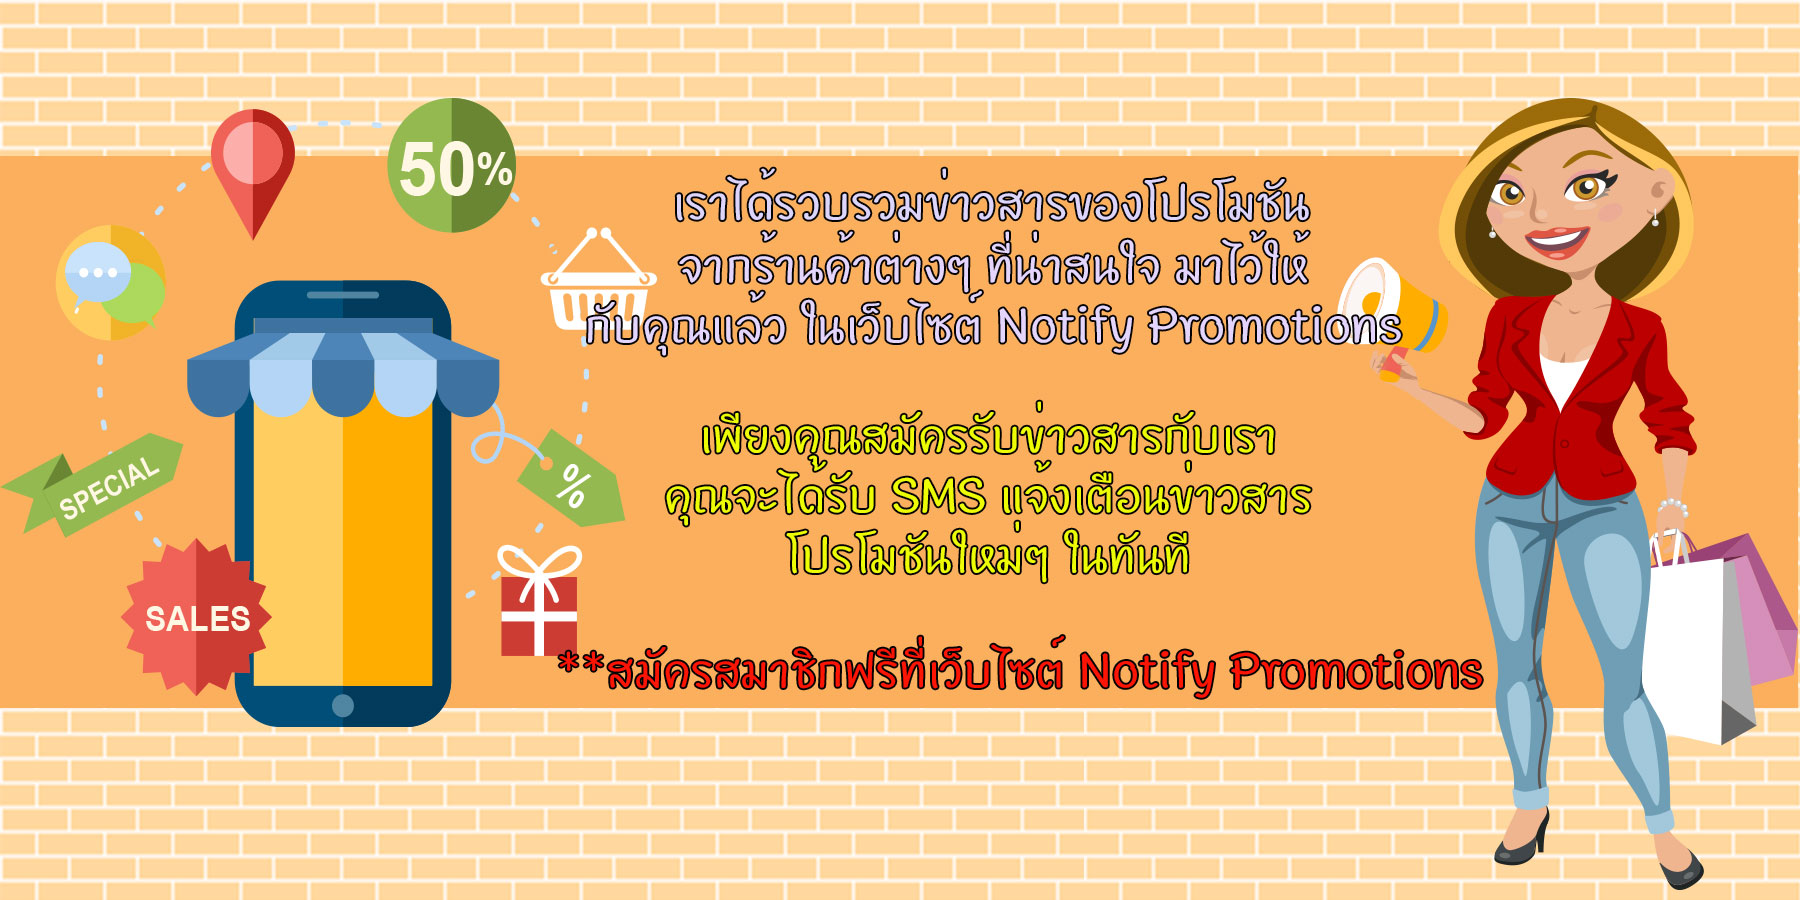 50%
เราได้รวบรวมข่าวสารของโปรโมชัน
จากร้านค้าต่างๆ ที่น่าสนใจ มาไว้ให้
กับคุณแล้ว ในเว็บไซต์ Notify Promotions
เพียงคุณสมัครรับข่าวสารกับเรา
คุณจะได้รับ SMS แจ้งเตือนข่าวสาร
โปรโมชันใหม่ๆ ในทันที
SPECIAL
%
SALES
**สมัครสมาชิกฟรีที่เว็บไซต์ Notify Promotions